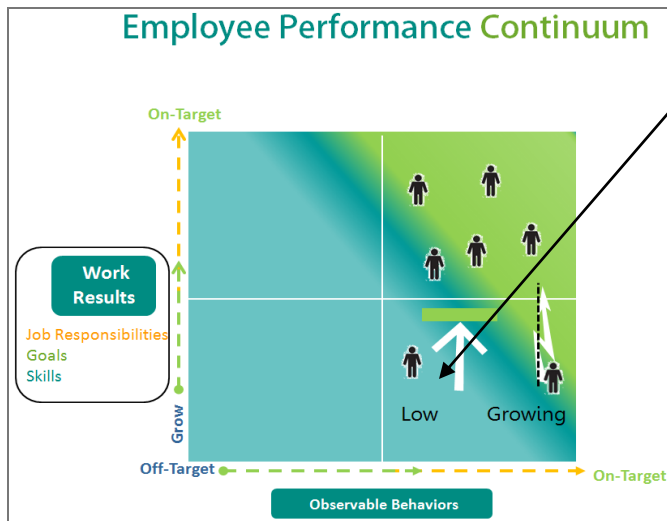 Employee Performance Continuum
On-Target
Work
Results
Job Responsibilities
Goals
Skills
Grow
Low
Growing
Off-Target
On-Target
Observable Behaviors